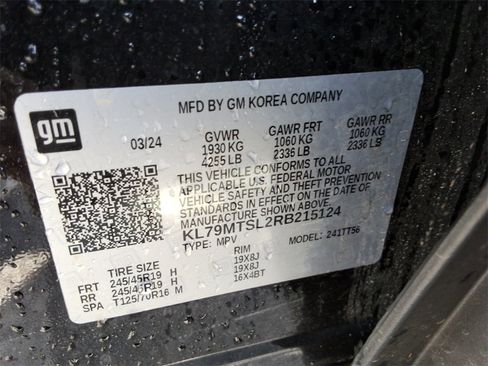 gm
MFD BY GM KOREA COMPANY
03/24 GVWR GAWR FRT GAWR RR
1930 KG 1060 KG 1060 KG
4255 LB 2336 LB 2336 LB
THIS VEHICLE CONFORMS TO ALL
APPLICABLE U.S. FEDERAL MOTOR
VEHICLE SAFETY AND THEFT PREVENTION
STANDARDS IN EFFECT ON THE DATE OF
MANUFACTURE SHOWN ABOVE.
KL79MTSL2RB215124
TYPE: MPV MODEL: 241TT56
TIRE SIZE RIM
FRT 245/45R19 H 19X8J
RR 245/45R19 H 19X8J
SPA T125/70R16 M 16X4BT